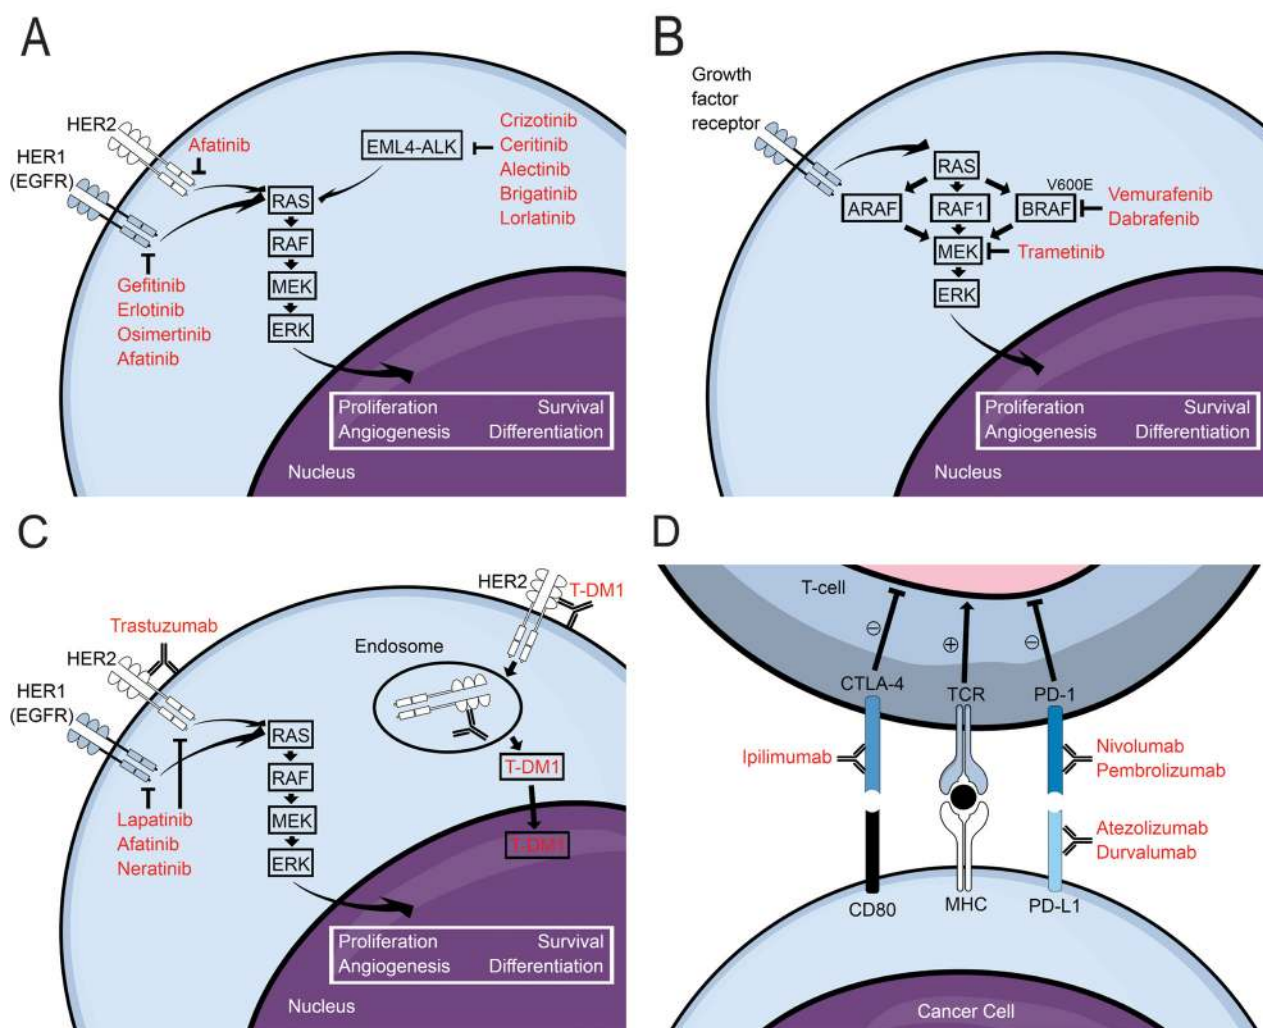 A
HER2
HER1
(EGFR)
Afatinib
EML4-ALK
Crizotinib
Ceritinib
Alectinib
Brigatinib
Lorlatinib
RAS
RAF
MEK
ERK
Gefitinib
Erlotinib
Osimertinib
Afatinib
Proliferation Survival
Angiogenesis Differentiation
Nucleus
B
Growth
factor
receptor
RAS
V600E
ARAF RAF1 BRAF
Vemurafenib
Dabrafenib
MEK
Trametinib
ERK
Proliferation Survival
Angiogenesis Differentiation
Nucleus
C
Trastuzumab
HER2
HER1
(EGFR)
HER2
T-DM1
Endosome
RAS
RAF
MEK
ERK
T-DM1
T-DM1
Lapatinib
Afatinib
Neratinib
Proliferation Survival
Angiogenesis Differentiation
Nucleus
D
T-cell
⊖ ⊕ ⊖
CTLA-4 TCR PD-1
Ipilimumab
Nivolumab
Pembrolizumab
Atezolizumab
Durvalumab
CD80 MHC PD-L1
Cancer Cell